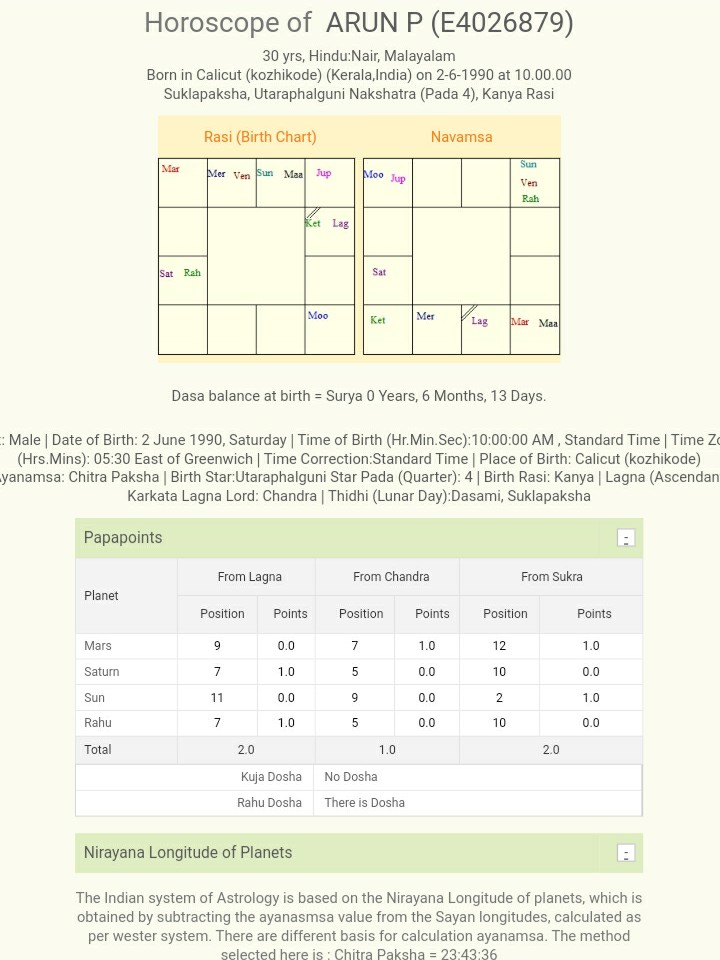 Horoscope of ARUN P (E4026879)
30 yrs, Hindu:Nair, Malayalam
Born in Calicut (kozhikode) (Kerala,India) on 2-6-1990 at 10.00.00
Suklapaksha, Utaraphalguni Nakshatra (Pada 4), Kanya Rasi
Rasi (Birth Chart) Navamsa
Mar Mer Ven Sun Maa Jup
Ket Lag
Sat Rah
Moo
Moo Jup Sun
Ven
Rah
Sat
Ket Mer Lag Mar Maa
Dasa balance at birth = Surya 0 Years, 6 Months, 13 Days.
: Male | Date of Birth: 2 June 1990, Saturday | Time of Birth (Hr.Min.Sec):10:00:00 AM , Standard Time | Time Zo
(Hrs.Mins): 05:30 East of Greenwich | Time Correction:Standard Time | Place of Birth: Calicut (kozhikode)
yanamsa: Chitra Paksha | Birth Star:Utaraphalguni Star Pada (Quarter): 4 | Birth Rasi: Kanya | Lagna (Ascendan
Karkata Lagna Lord: Chandra | Thidhi (Lunar Day):Dasami, Suklapaksha
Papapoints -
Planet From Lagna From Chandra From Sukra
Position Points Position Points Position Points
Mars 9 0.0 7 1.0 12 1.0
Saturn 7 1.0 5 0.0 10 0.0
Sun 11 0.0 9 0.0 2 1.0
Rahu 7 1.0 5 0.0 10 0.0
Total 2.0 1.0 2.0
Kuja Dosha No Dosha
Rahu Dosha There is Dosha
Nirayana Longitude of Planets -
The Indian system of Astrology is based on the Nirayana Longitude of planets, which is
obtained by subtracting the ayanasmsa value from the Sayan longitudes, calculated as
per wester system. There are different basis for calculation ayanamsa. The method
selected here is : Chitra Paksha = 23:43:36